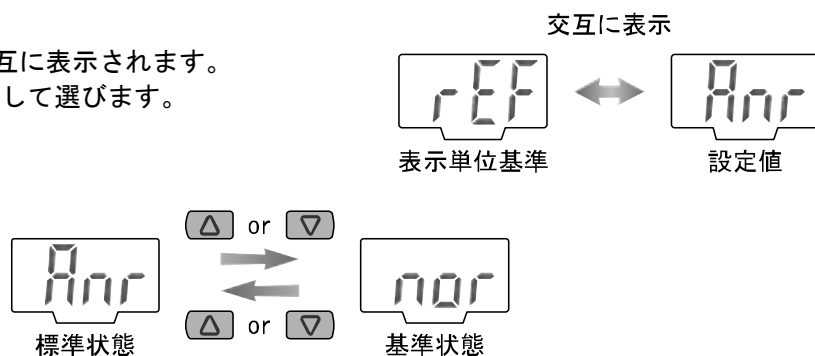 交互に表示
互に表示されます。
して選びます。
rEF
Anr
表示単位基準
設定値
or
Anr
nor
or
標準状態
基準状態